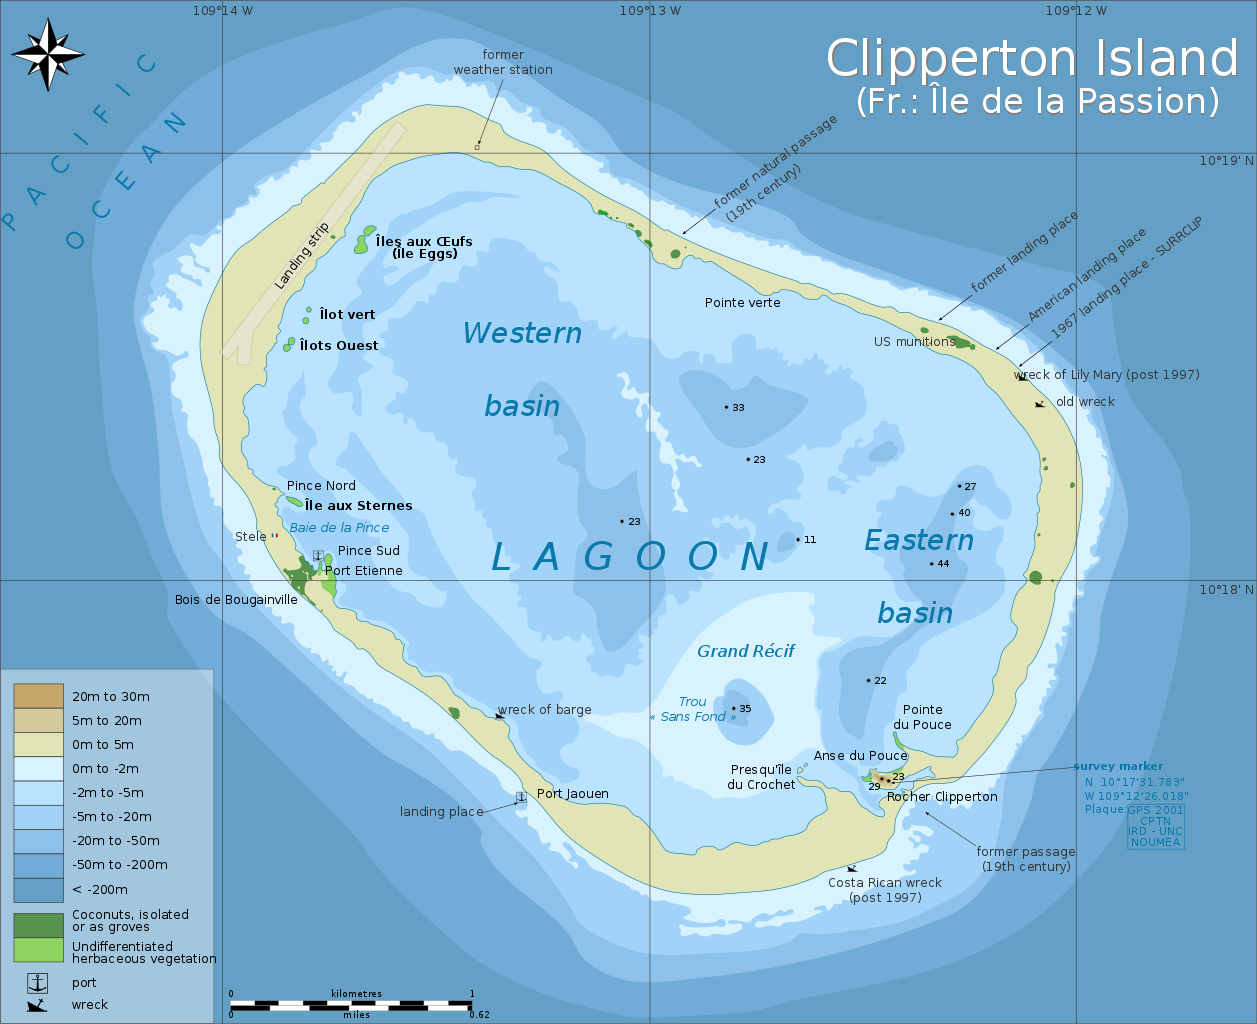 109°14 W
109°13 W
109°12 W
Clipperton Island
(Fr.: Île de la Passion)
PACIFIC
OCEAN
former
weather station
former natural passage
(19th century)
10°19' N
Landing strip
Îles aux Œufs
(Île Eggs)
Îlot vert
Îlots Ouest
Western
basin
Pointe verte
former landing place
American landing place
1967 landing place - SURRCLIP
US munitions
wreck of Lily Mary (post 1997)
old wreck
33
23
27
40
23
11
44
Pince Nord
Île aux Sternes
Baie de la Pince
Stele
Pince Sud
Port Etienne
Bois de Bougainville
LAGOON
Eastern
basin
10°18' N
Grand Récif
22
Trou
« Sans Fond »
35
Pointe
du Pouce
wreck of barge
Anse du Pouce
Presqu'île
du Crochet
23
29
Rocher Clipperton
survey marker
N 10°17'31.783"
W 109°12'26.018"
Plaque:
GPS 2001
CPTN
IRD - UNC
NOUMEA
Port Jaouen
landing place
former passage
(19th century)
Costa Rican wreck
(post 1997)
20m to 30m
5m to 20m
0m to 5m
0m to -2m
-2m to -5m
-5m to -20m
-20m to -50m
-50m to -200m
< -200m
Coconuts, isolated
or as groves
Undifferentiated
herbaceous vegetation
port
wreck
0 kilometres 1
0 miles 0.62